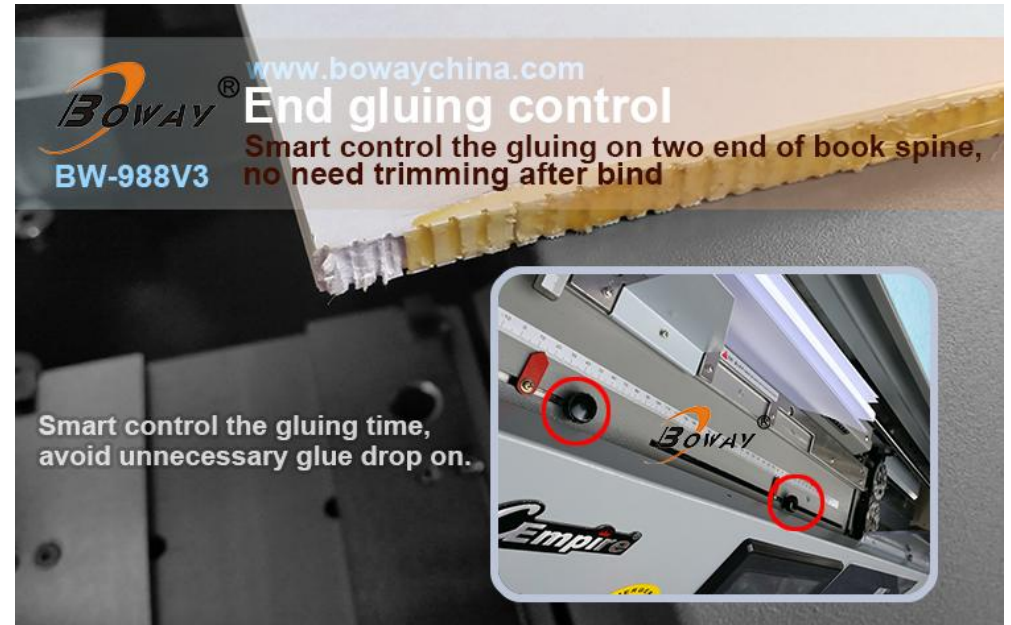 www.bowaychina.com
BOWAY®
End gluing control
Smart control the gluing on two end of book spine,
BW-988V3
no need trimming after bind
Smart control the gluing time,
avoid unnecessary glue drop on.
BOWAY®
Empire